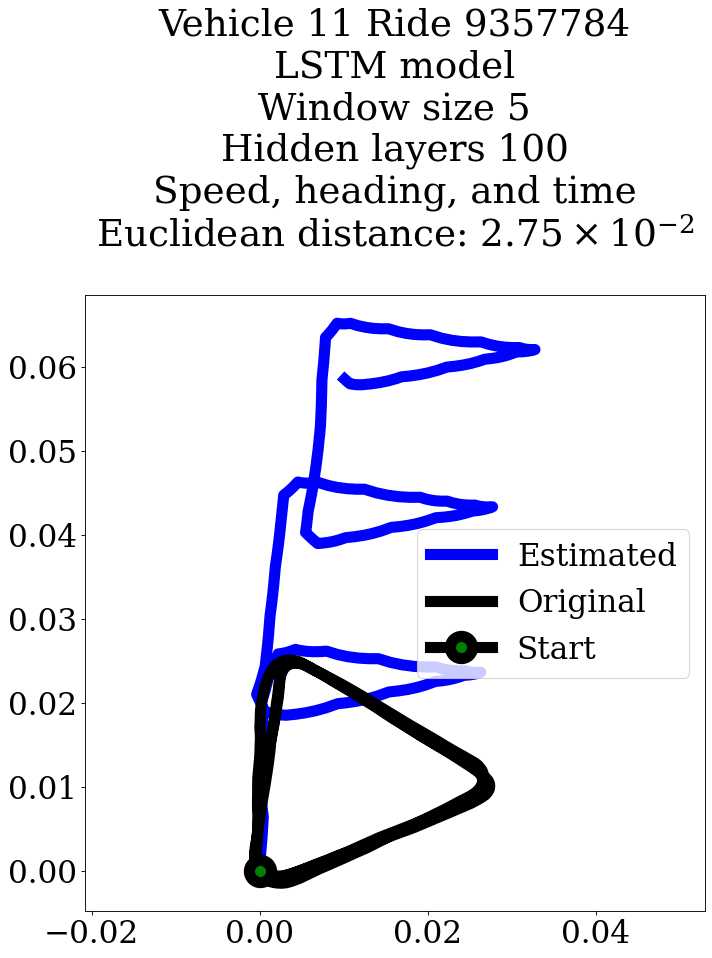 Vehicle 11 Ride 9357784
LSTM model
Window size 5
Hidden layers 100
Speed, heading, and time
Euclidean distance: 2.75 × 10⁻²
0.06
0.05
0.04
0.03
0.02
0.01
0.00
Estimated
Original
Start
−0.02 0.00 0.02 0.04